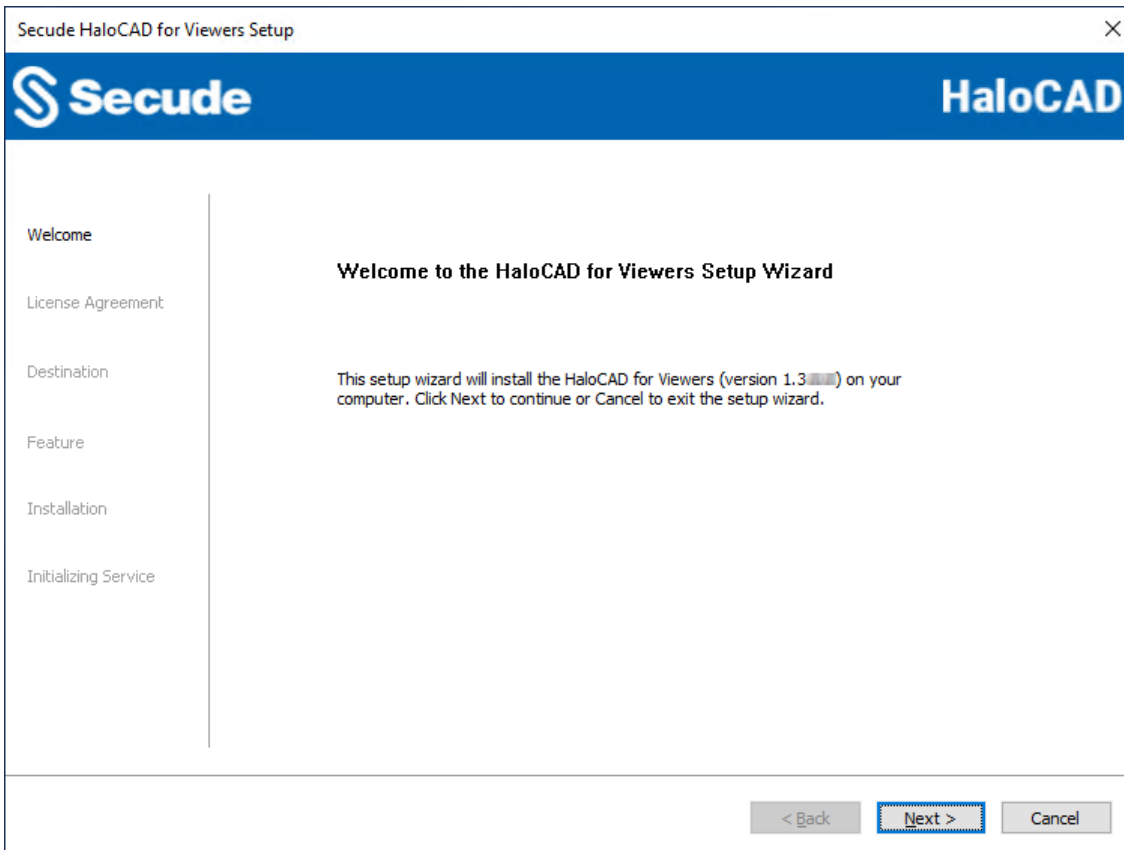 Secude HaloCAD for Viewers Setup
Secude
HaloCAD
Welcome
License Agreement
Destination
Feature
Installation
Initializing Service
Welcome to the HaloCAD for Viewers Setup Wizard
This setup wizard will install the HaloCAD for Viewers (version 1.3) on your
computer. Click Next to continue or Cancel to exit the setup wizard.
< Back
Next >
Cancel